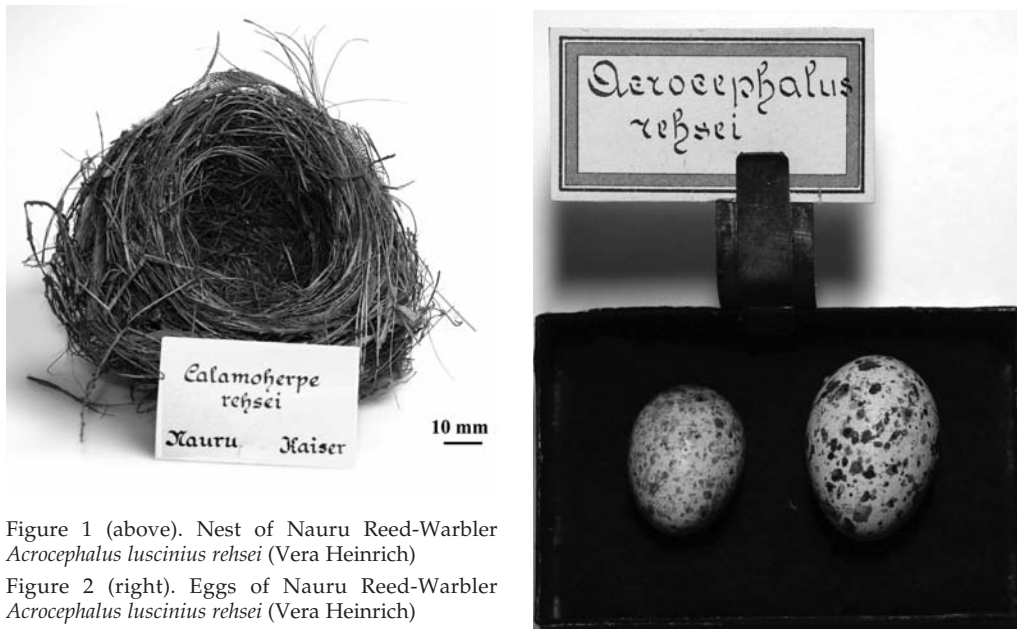 Calamoherpe
rehsei
Nauru Kaiser
10 mm
Acrocephalus
rehsei
Figure 1 (above). Nest of Nauru Reed-Warbler
Acrocephalus luscinius rehsei (Vera Heinrich)
Figure 2 (right). Eggs of Nauru Reed-Warbler
Acrocephalus luscinius rehsei (Vera Heinrich)